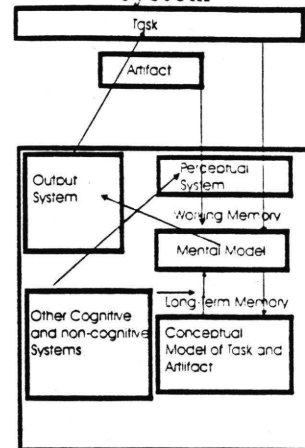 System
Task
Artifact
Output
System
Perceptual
System
Working Memory
Mental Model
Long-Term Memory
Other Cognitive
and non-cognitive
Systems
Conceptual
Model of Task and
Artifact